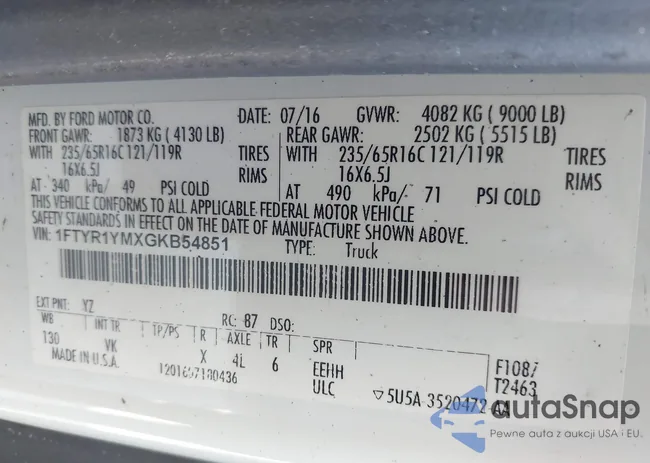 MFD. BY FORD MOTOR CO. DATE: 07/16 GVWR: 4082 KG ( 9000 LB)
FRONT GAWR: 1873 KG ( 4130 LB) REAR GAWR: 2502 KG ( 5515 LB)
WITH 235/65R16C 121/119R TIRES WITH 235/65R16C 121/119R TIRES
16X6.5J RIMS 16X6.5J RIMS
AT 340 kPa/ 49 PSI COLD AT 490 kPa/ 71 PSI COLD
THIS VEHICLE CONFORMS TO ALL APPLICABLE FEDERAL MOTOR VEHICLE
SAFETY STANDARDS IN EFFECT ON THE DATE OF MANUFACTURE SHOWN ABOVE.
VIN: 1FTYR1YMXGKB54851 TYPE: Truck
EXT PNT: YZ RC: 87 DSO:
WB INT TR TP/PS R AXLE TR SPR
130 VK X 4L 6 EEHH F1087
MADE IN U.S.A. 1201607180436 ULC T2463
5U5A 3520472 AA
autaSnap
Pewne auta z aukcji USA i EU.